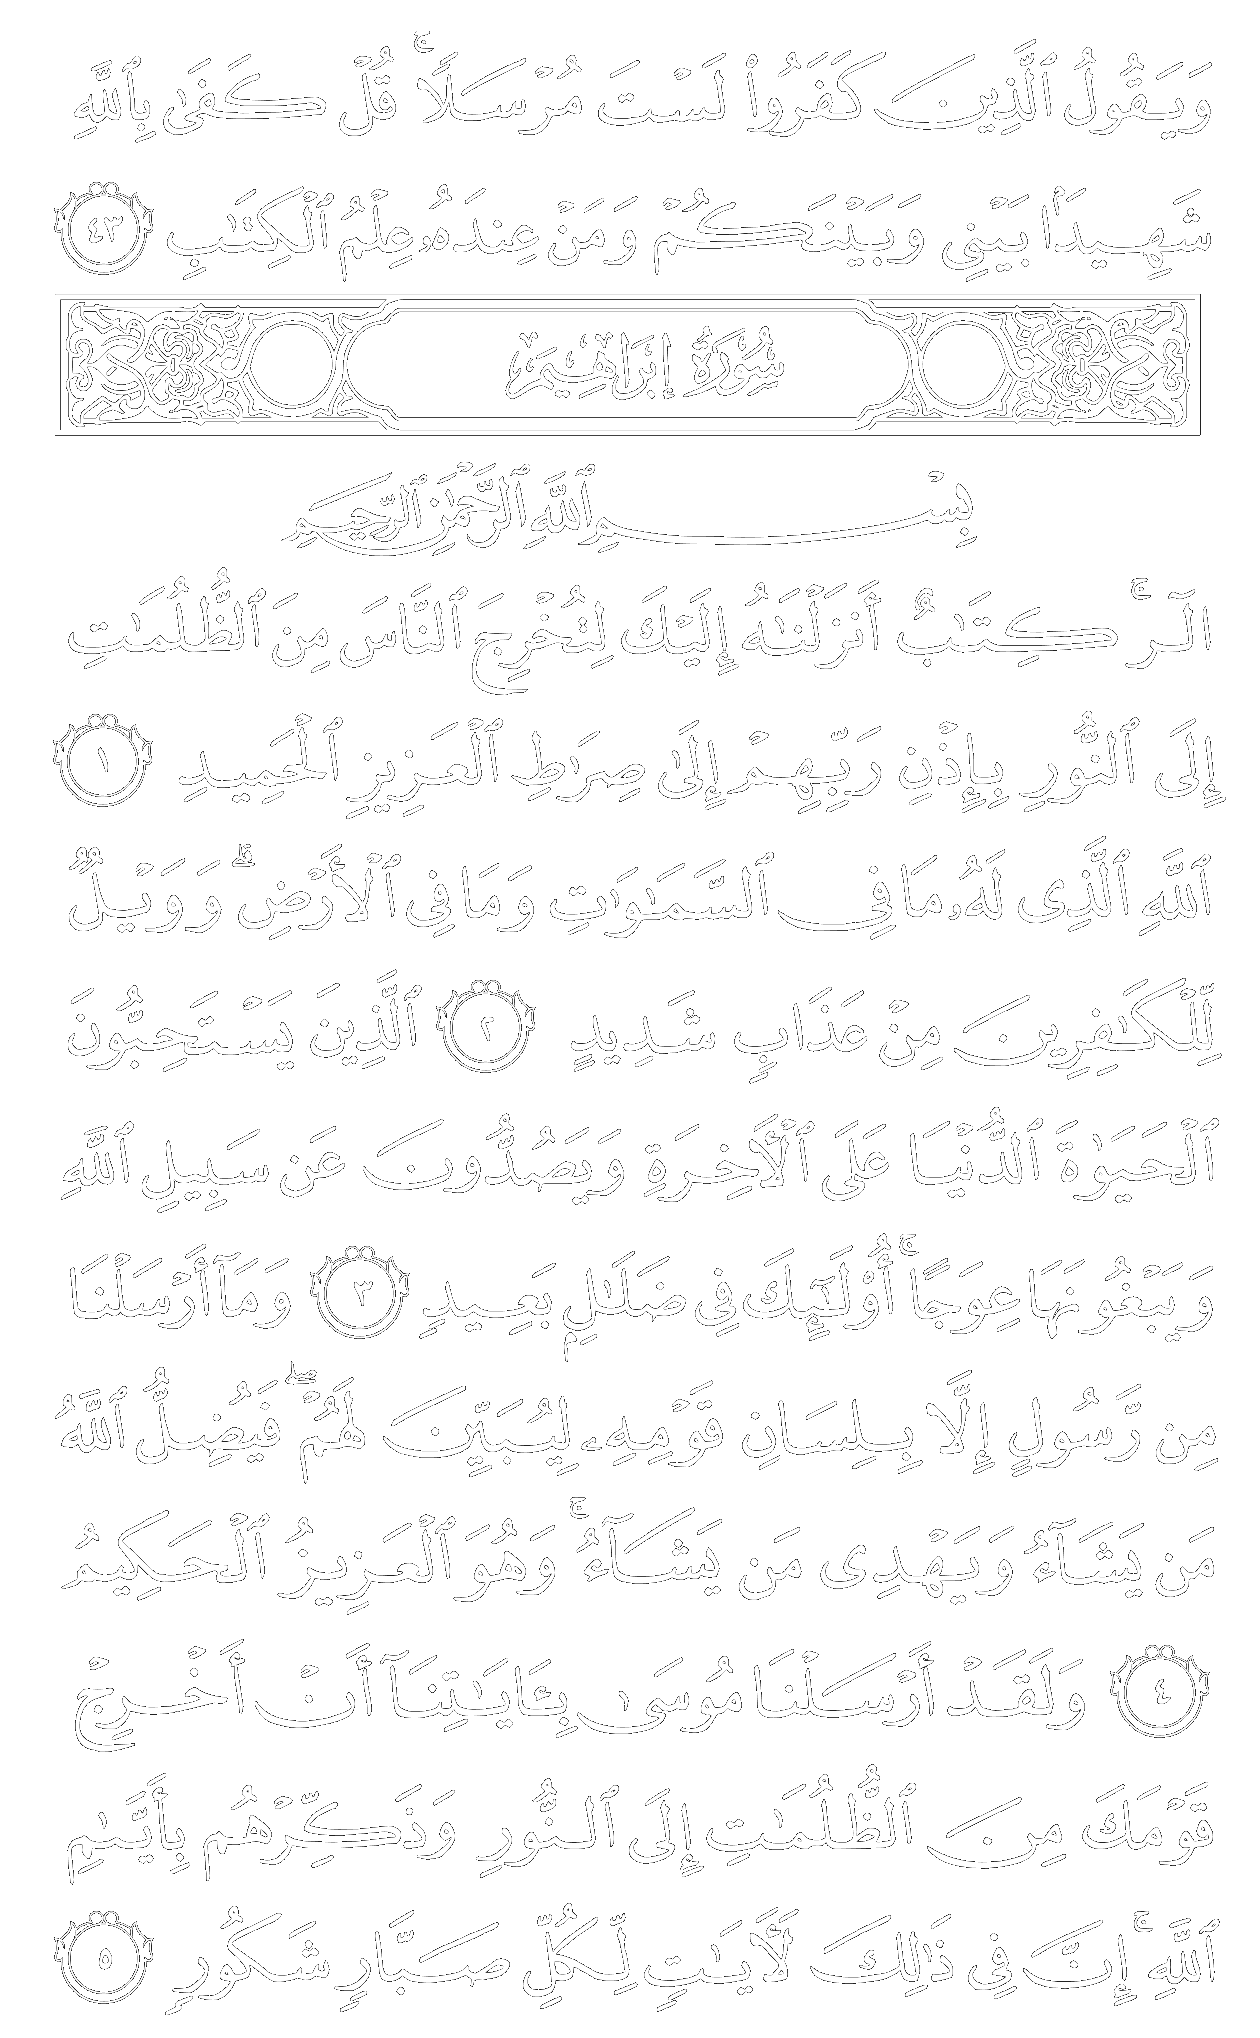 وَيَقُولُ ٱلَّذِينَ كَفَرُوا۟ لَسْتَ مُرْسَلًا ۚ قُلْ كَفَىٰ بِٱللَّهِ
شَهِيدًۢا بَيْنِى وَبَيْنَكُمْ وَمَنْ عِندَهُۥ عِلْمُ ٱلْكِتَٰبِ ٤٣
سُورَةُ إِبْرَاهِيم
بِسْمِ ٱللَّهِ ٱلرَّحْمَٰنِ ٱلرَّحِيمِ
الٓر ۚ كِتَٰبٌ أَنزَلْنَٰهُ إِلَيْكَ لِتُخْرِجَ ٱلنَّاسَ مِنَ ٱلظُّلُمَٰتِ
إِلَى ٱلنُّورِ بِإِذْنِ رَبِّهِمْ إِلَىٰ صِرَٰطِ ٱلْعَزِيزِ ٱلْحَمِيدِ ١
ٱللَّهِ ٱلَّذِى لَهُۥ مَا فِى ٱلسَّمَٰوَٰتِ وَمَا فِى ٱلْأَرْضِ ۗ وَوَيْلٌ
لِّلْكَٰفِرِينَ مِنْ عَذَابٍ شَدِيدٍ ٢ ٱلَّذِينَ يَسْتَحِبُّونَ
ٱلْحَيَوٰةَ ٱلدُّنْيَا عَلَى ٱلْأَخِرَةِ وَيَصُدُّونَ عَن سَبِيلِ ٱللَّهِ
وَيَبْغُونَهَا عِوَجًا ۚ أُو۟لَٰٓئِكَ فِى ضَلَٰلٍۭ بَعِيدٍ ٣ وَمَآ أَرْسَلْنَا
مِن رَّسُولٍ إِلَّا بِلِسَانِ قَوْمِهِۦ لِيُبَيِّنَ لَهُمْ ۖ فَيُضِلُّ ٱللَّهُ
مَن يَشَآءُ وَيَهْدِى مَن يَشَآءُ ۚ وَهُوَ ٱلْعَزِيزُ ٱلْحَكِيمُ
٤ وَلَقَدْ أَرْسَلْنَا مُوسَىٰ بِـَٔايَٰتِنَآ أَنْ أَخْرِجْ
قَوْمَكَ مِنَ ٱلظُّلُمَٰتِ إِلَى ٱلنُّورِ وَذَكِّرْهُم بِأَيَّىٰمِ
ٱللَّهِ ۚ إِنَّ فِى ذَٰلِكَ لَأَيَٰتٍ لِّكُلِّ صَبَّارٍ شَكُورٍ ٥